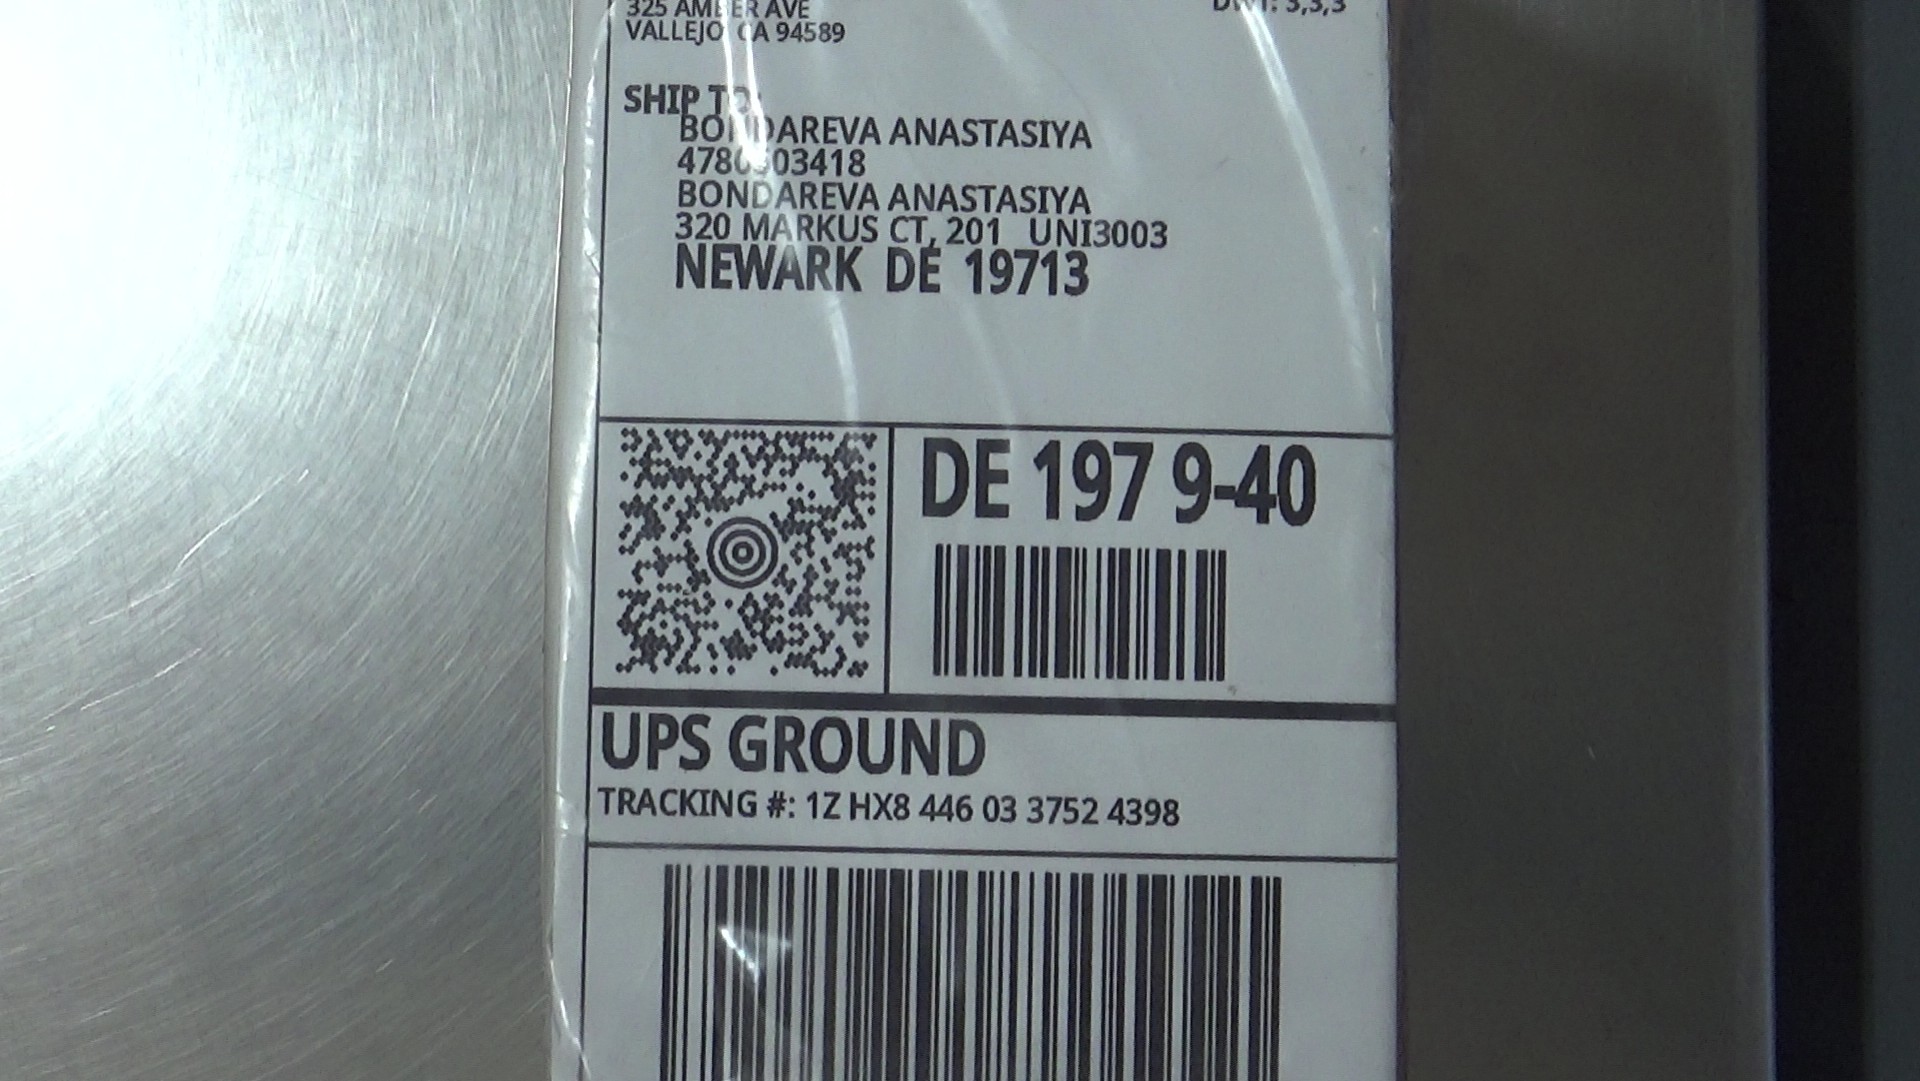 325 AMBER AVE
VALLEJO CA 94589
SHIP TO:
BONDAREVA ANASTASIYA
BONDAREVA ANASTASIYA
320 MARKUS CT, 201 UNI3003
NEWARK DE 19713
DE 197 9-40
UPS GROUND
TRACKING #: 1Z HX8 446 03 3752 4398